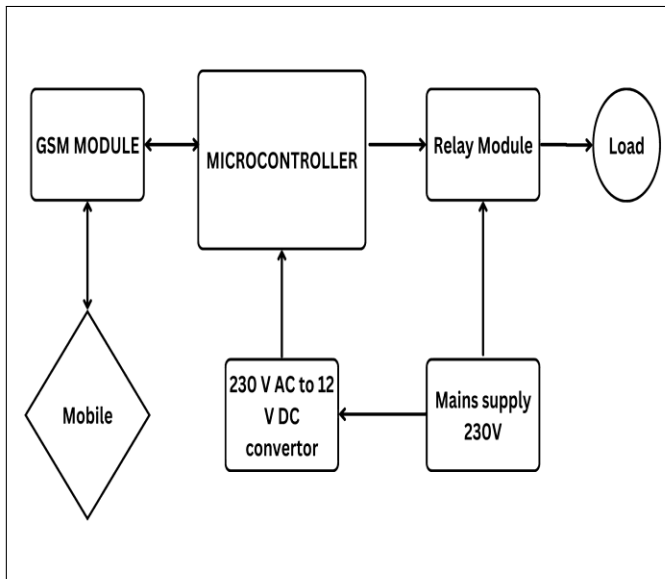 GSM MODULE
MICROCONTROLLER
Relay Module
Load
Mobile
230 V AC to 12
V DC
convertor
Mains supply
230V